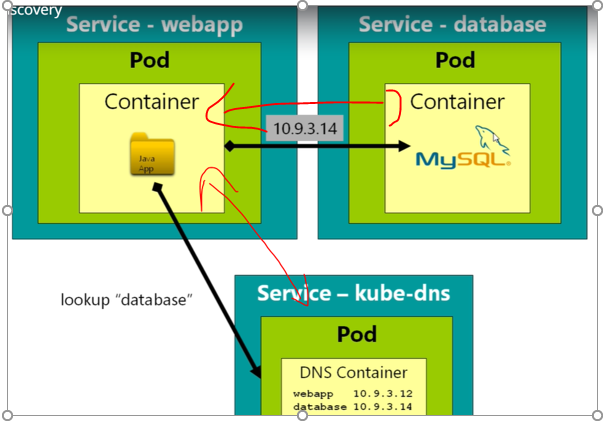 scovery
Service - webapp
Service - database
Pod
Pod
Container
Container
10.9.3.14
Java
App
MySQL®
lookup “database”
Service – kube-dns
Pod
DNS Container
webapp 10.9.3.12
database 10.9.3.14